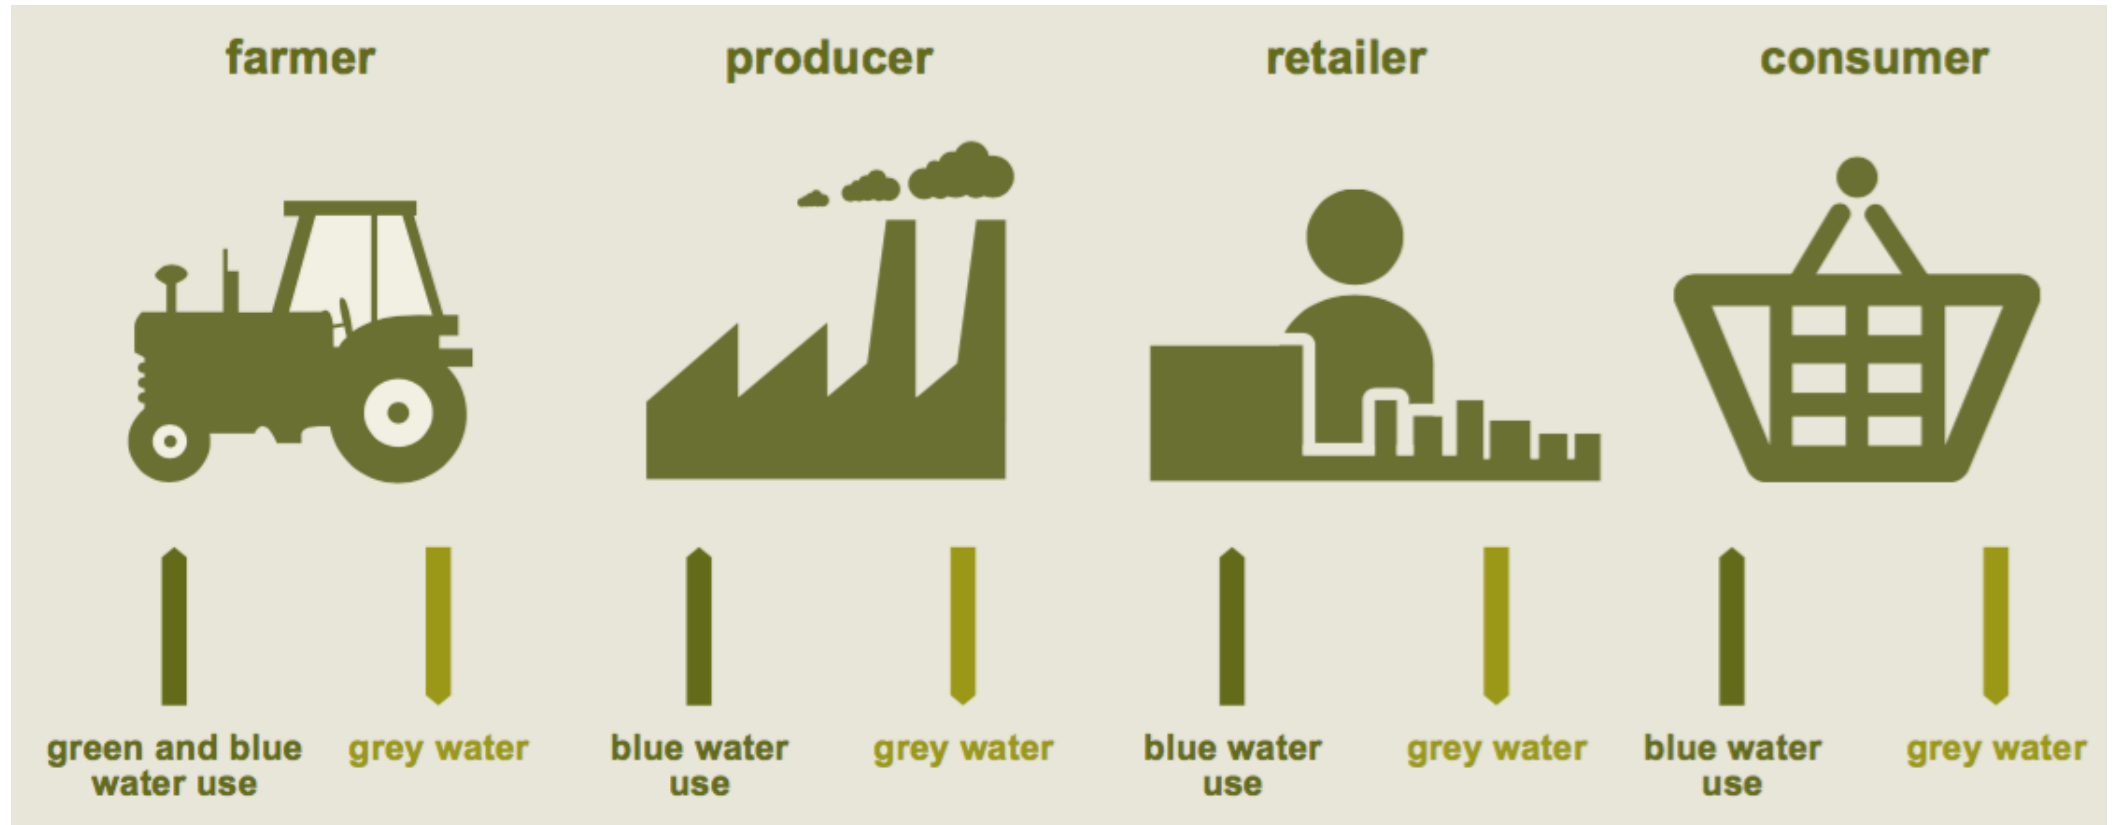 farmer
producer
retailer
consumer
green and blue
water use
grey water
blue water
use
grey water
blue water
use
grey water
blue water
use
grey water